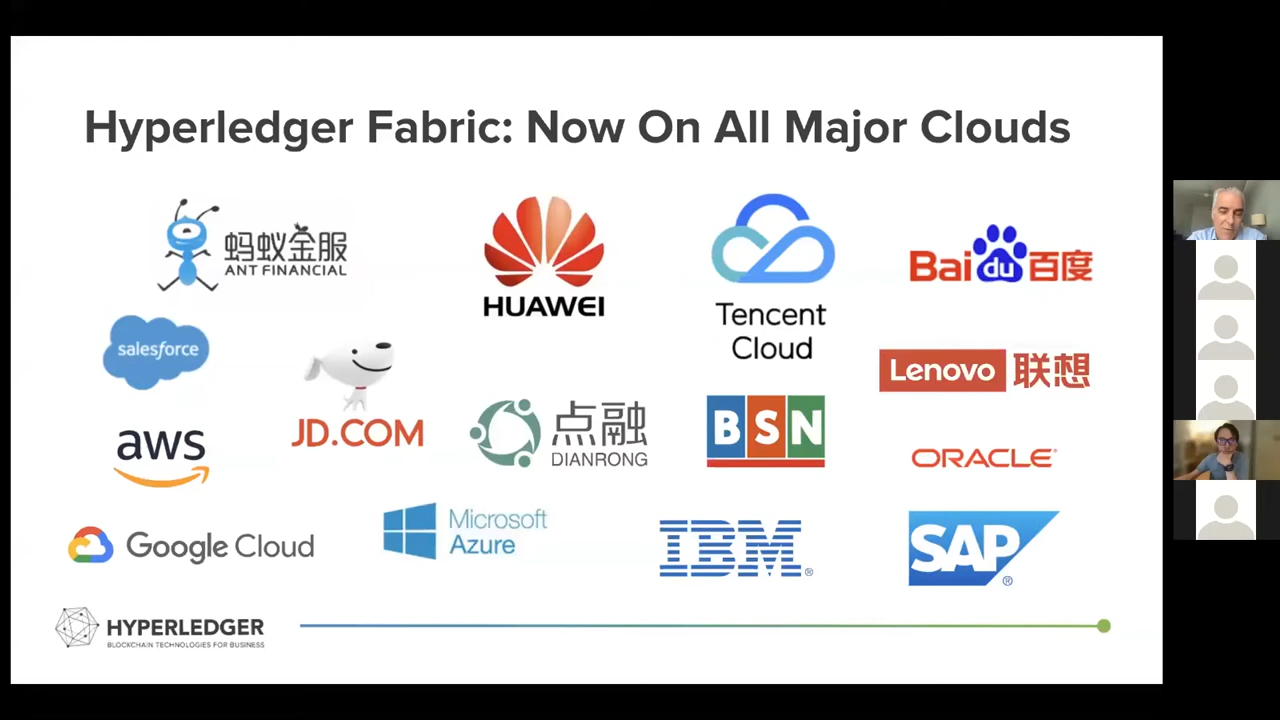 Hyperledger Fabric: Now On All Major Clouds
蚂蚁金服
ANT FINANCIAL
HUAWEI
Tencent
Cloud
Bai du 百度
salesforce
JD.COM
Lenovo 联想
aws
点融
DIANRONG
BSN
ORACLE
Google Cloud
Microsoft
Azure
IBM ®
SAP ®
HYPERLEDGER
BLOCKCHAIN TECHNOLOGIES FOR BUSINESS